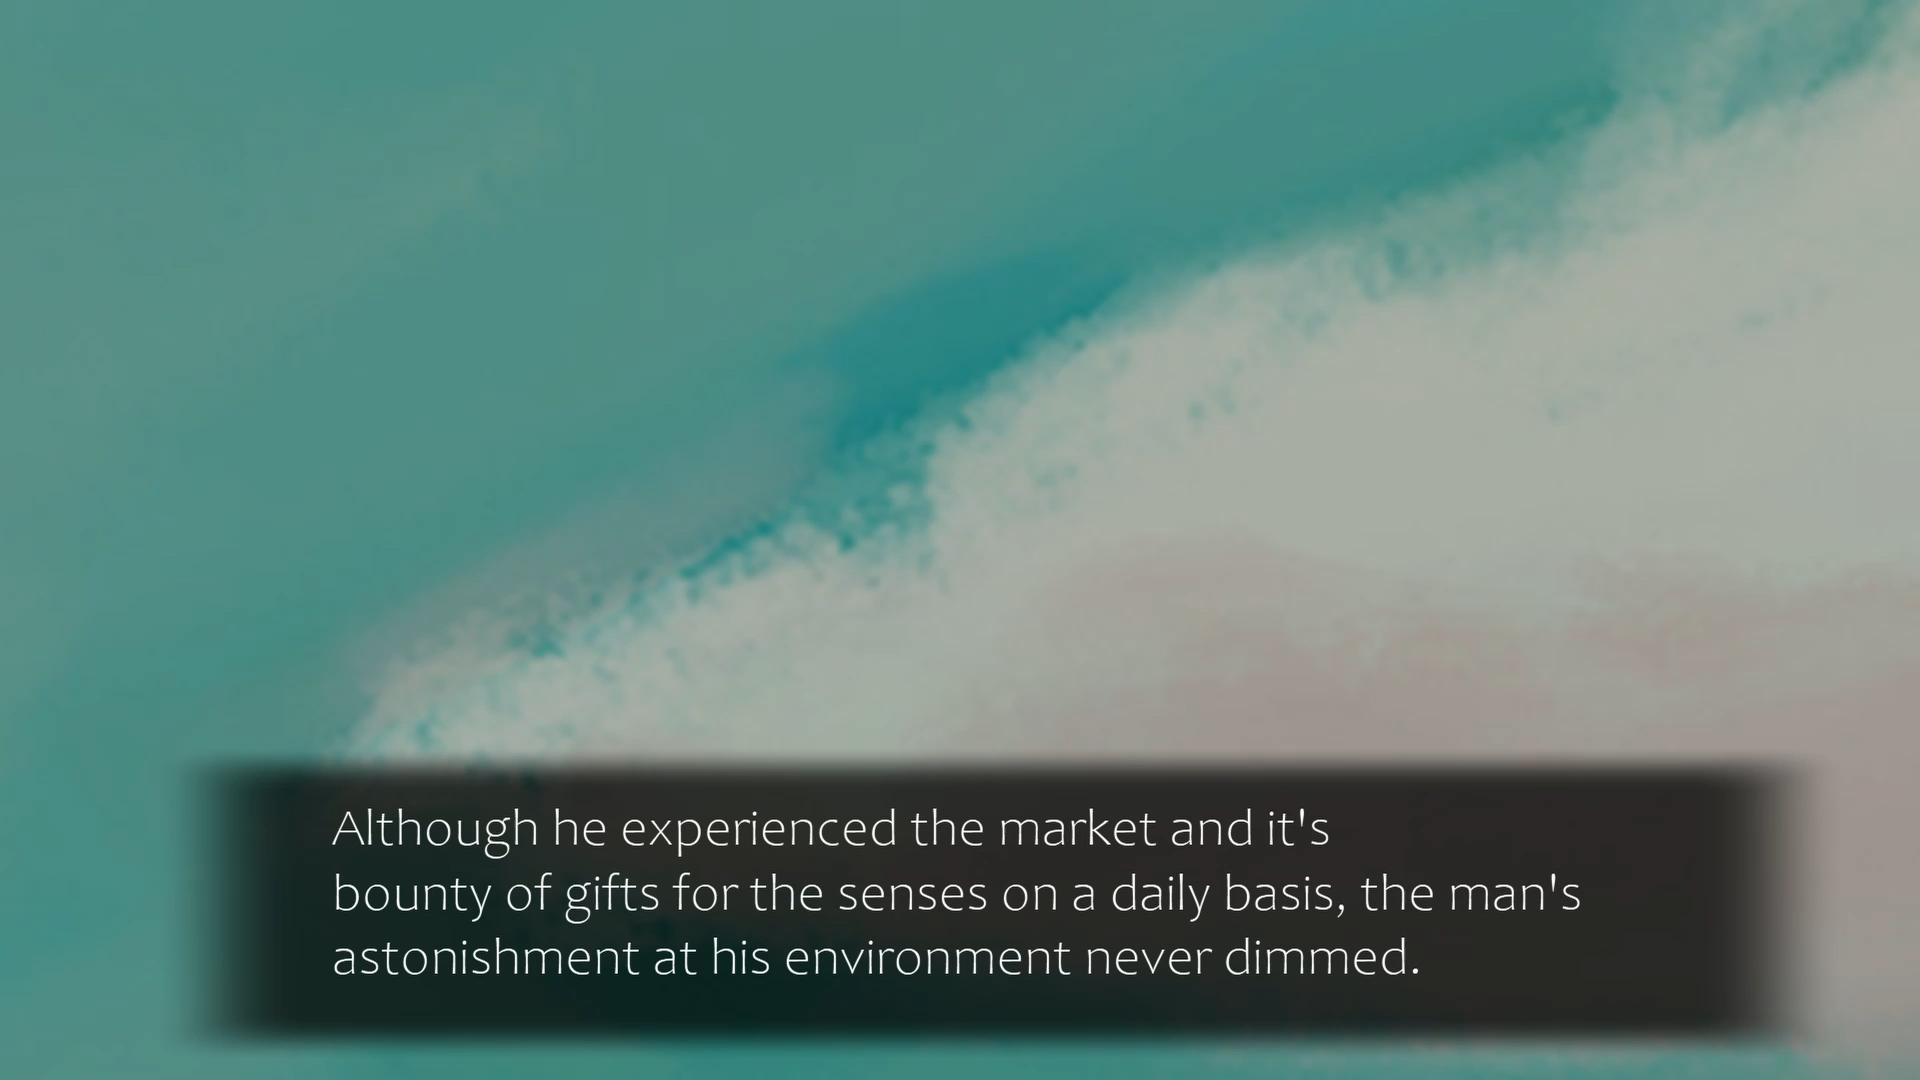 Although he experienced the market and it's
bounty of gifts for the senses on a daily basis, the man's
astonishment at his environment never dimmed.